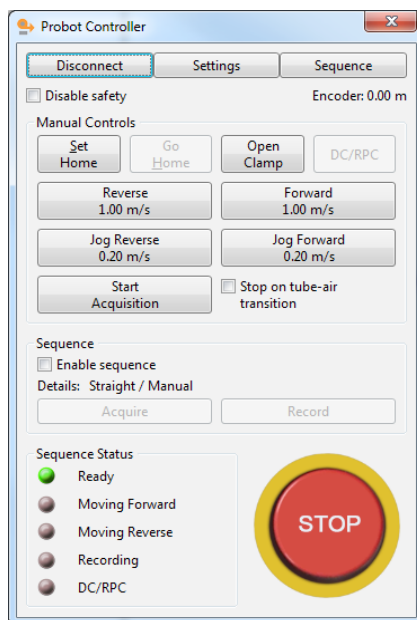 Probot Controller
Disconnect
Settings
Sequence
Disable safety
Encoder: 0.00 m
Manual Controls
Set
Home
Go
Home
Open
Clamp
DC/RPC
Reverse
1.00 m/s
Forward
1.00 m/s
Jog Reverse
0.20 m/s
Jog Forward
0.20 m/s
Start
Acquisition
Stop on tube-air
transition
Sequence
Enable sequence
Details: Straight / Manual
Acquire
Record
Sequence Status
Ready
Moving Forward
Moving Reverse
Recording
DC/RPC
STOP